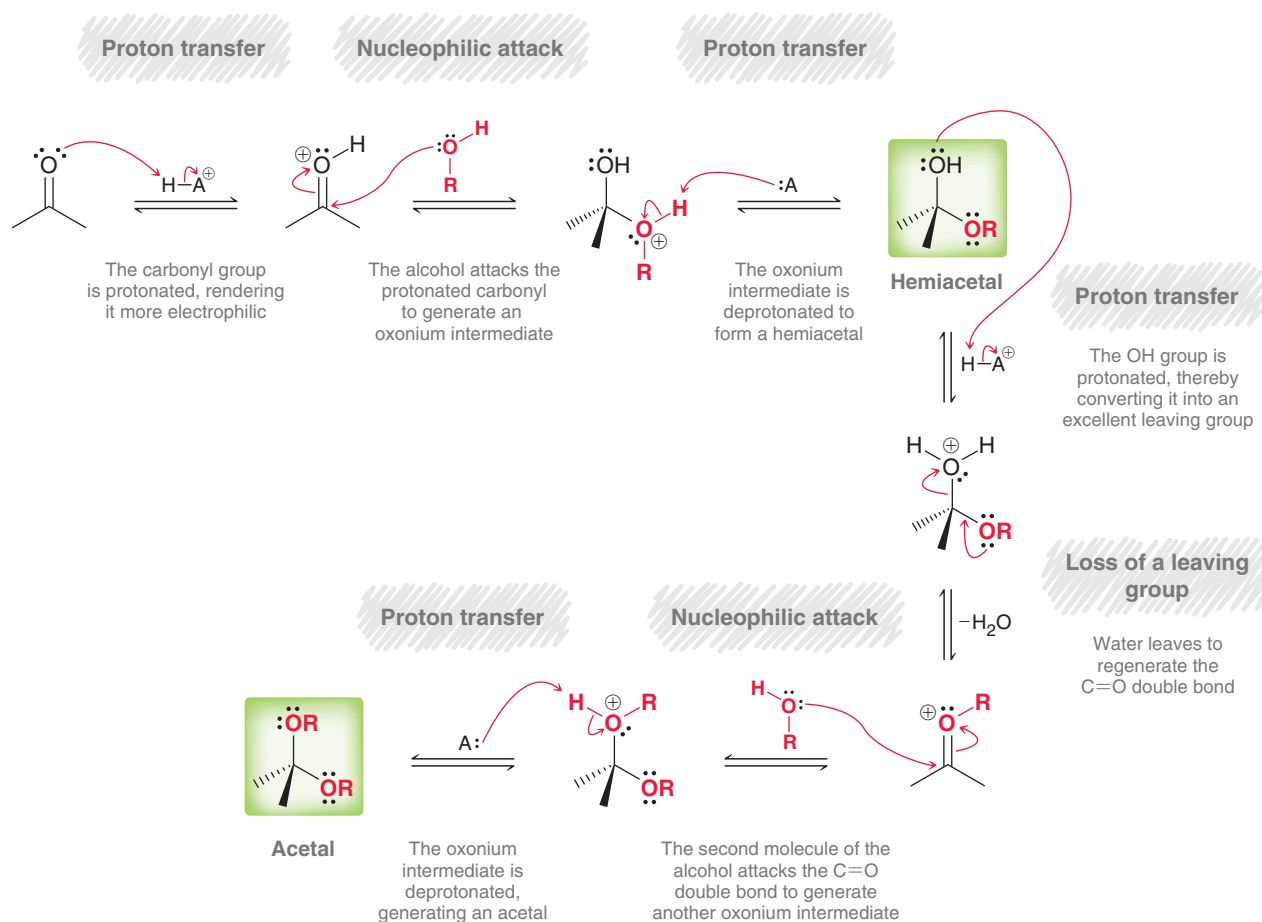 Proton transfer
Nucleophilic attack
Proton transfer
O
H–A⊕
⊕
O
H
H
O
R
OH
H
O
⊕
R
:A
OH
OR
Hemiacetal
The carbonyl group
is protonated, rendering
it more electrophilic
The alcohol attacks the
protonated carbonyl
to generate an
oxonium intermediate
The oxonium
intermediate is
deprotonated to
form a hemiacetal
Proton transfer
H–A⊕
The OH group is
protonated, thereby
converting it into an
excellent leaving group
H
⊕
H
O
OR
Loss of a leaving
group
−H₂O
Water leaves to
regenerate the
C=O double bond
Proton transfer
Nucleophilic attack
OR
OR
Acetal
A:
H
⊕
R
O
OR
H
O
R
⊕
O
R
The oxonium
intermediate is
deprotonated,
generating an acetal
The second molecule of the
alcohol attacks the C=O
double bond to generate
another oxonium intermediate